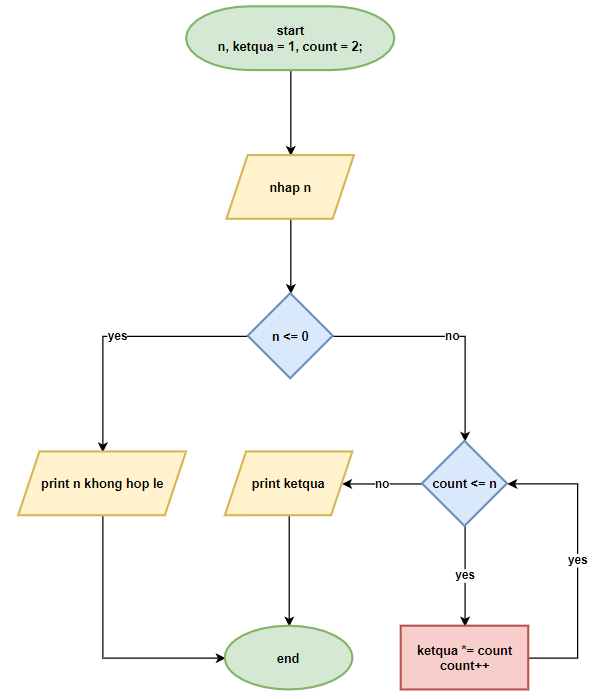 start
n, ketqua = 1, count = 2;
nhap n
n <= 0
yes
no
print n khong hop le
print ketqua
no
count <= n
yes
yes
ketqua *= count
count++
end